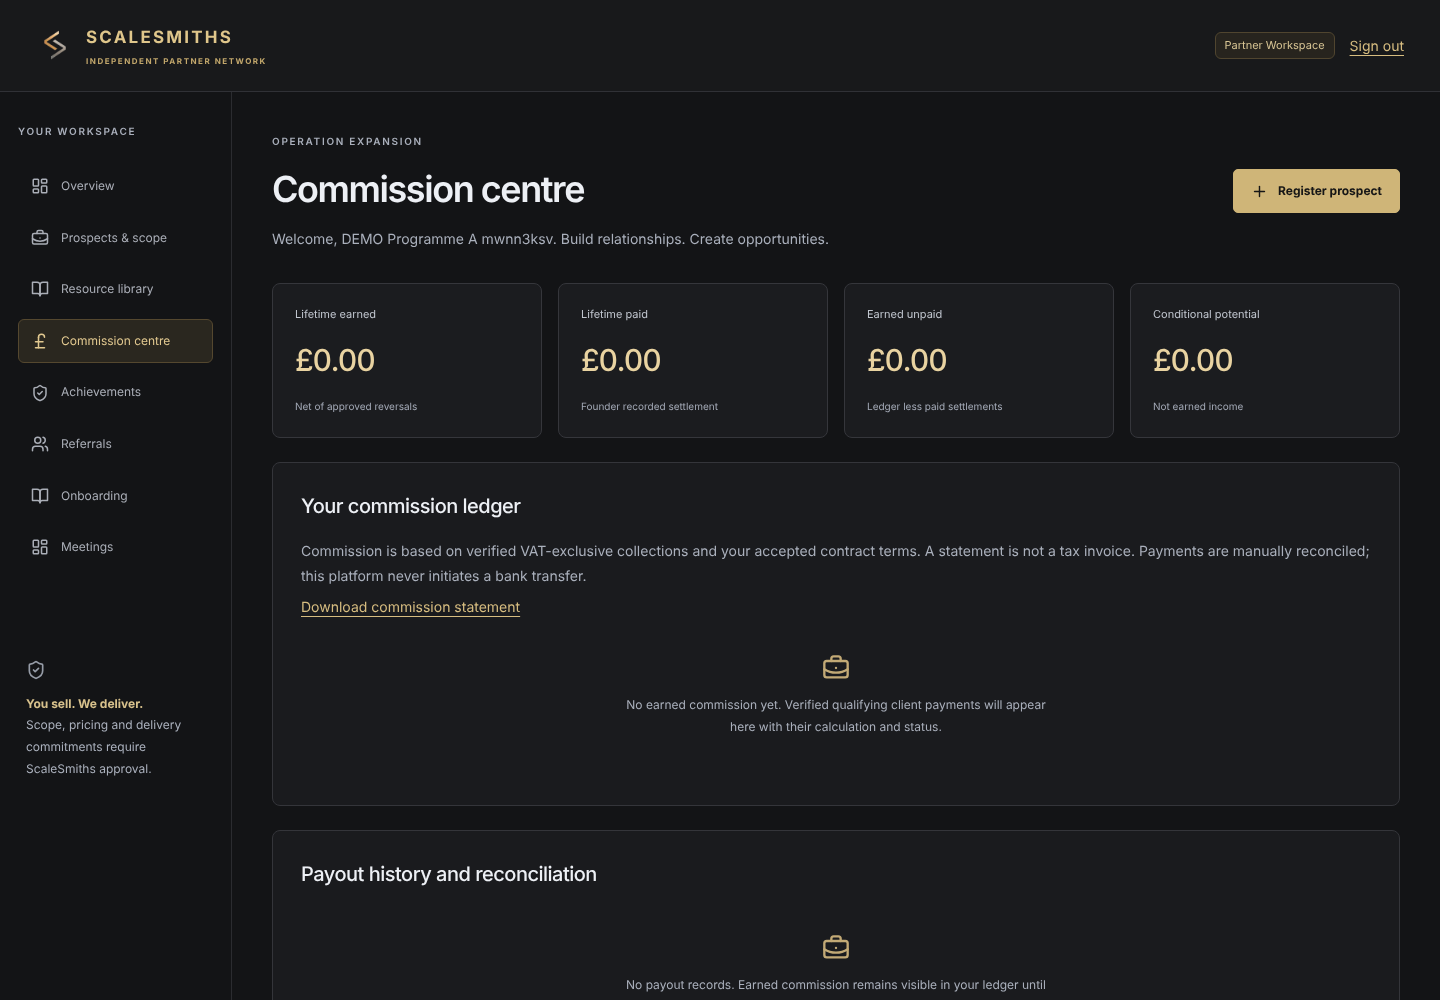 SCALESMITHS
INDEPENDENT PARTNER NETWORK
Partner Workspace
Sign out
YOUR WORKSPACE
Overview
Prospects & scope
Resource library
Commission centre
Achievements
Referrals
Onboarding
Meetings
You sell. We deliver.
Scope, pricing and delivery
commitments require
ScaleSmiths approval.
OPERATION EXPANSION
Commission centre
Register prospect
Welcome, DEMO Programme A mwnn3ksv. Build relationships. Create opportunities.
Lifetime earned
£0.00
Net of approved reversals
Lifetime paid
£0.00
Founder recorded settlement
Earned unpaid
£0.00
Ledger less paid settlements
Conditional potential
£0.00
Not earned income
Your commission ledger
Commission is based on verified VAT-exclusive collections and your accepted contract terms. A statement is not a tax invoice. Payments are manually reconciled;
this platform never initiates a bank transfer.
Download commission statement
No earned commission yet. Verified qualifying client payments will appear
here with their calculation and status.
Payout history and reconciliation
No payout records. Earned commission remains visible in your ledger until